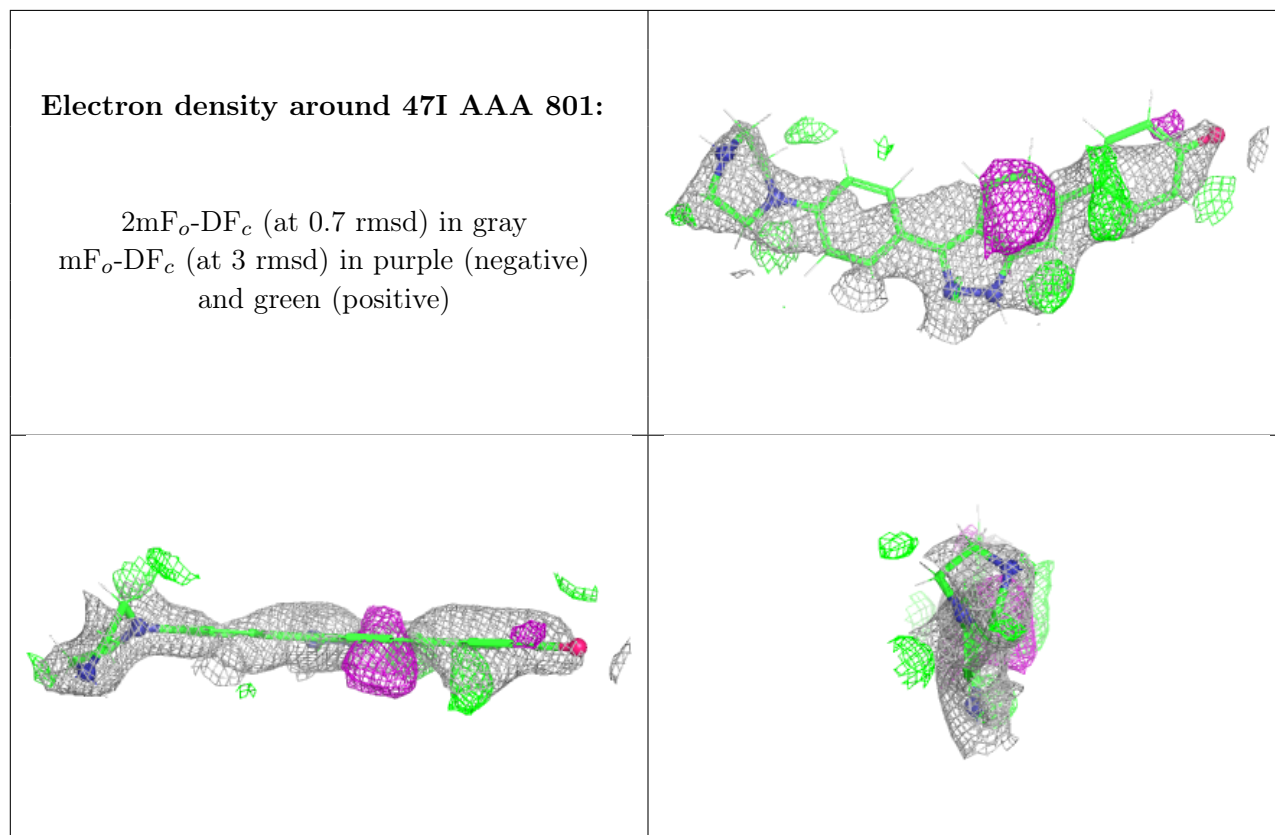 Electron density around 47I AAA 801:
2mFo-DFc (at 0.7 rmsd) in gray
mFo-DFc (at 3 rmsd) in purple (negative)
and green (positive)